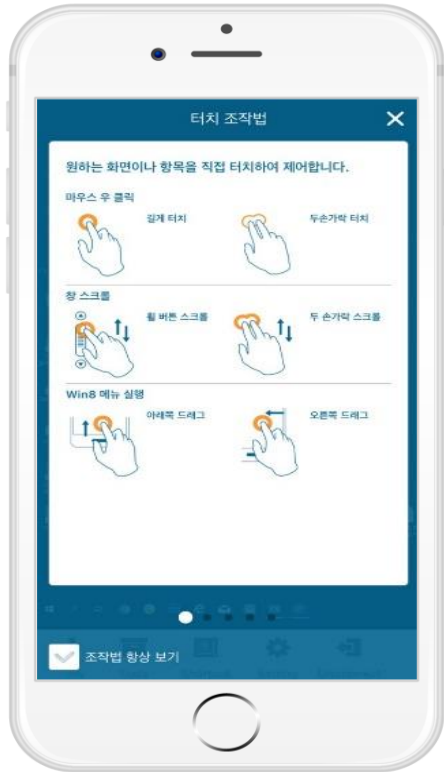 터치 조작법
원하는 화면이나 항목을 직접 터치하여 제어합니다.
마우스 우 클릭
길게 터치
두손가락 터치
창 스크롤
휠 버튼 스크롤
두 손가락 스크롤
Win8 메뉴 실행
아래쪽 드래그
오른쪽 드래그
조작법 항상 보기